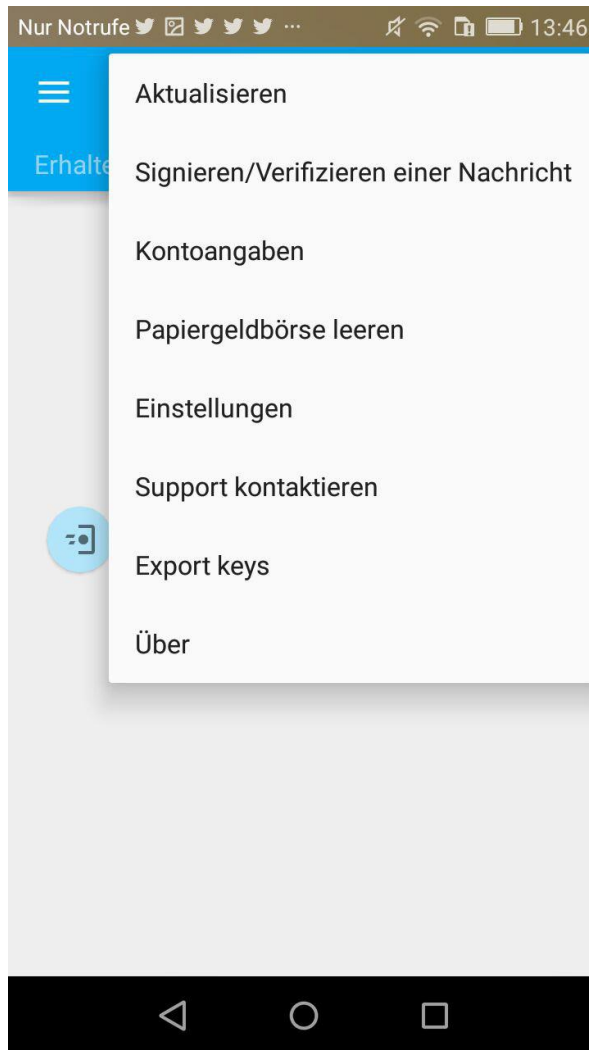 Nur Notrufe ... 13:46
Aktualisieren
Erhalte
Signieren/Verifizieren einer Nachricht
Kontoangaben
Papiergeldbörse leeren
Einstellungen
Support kontaktieren
Export keys
Über